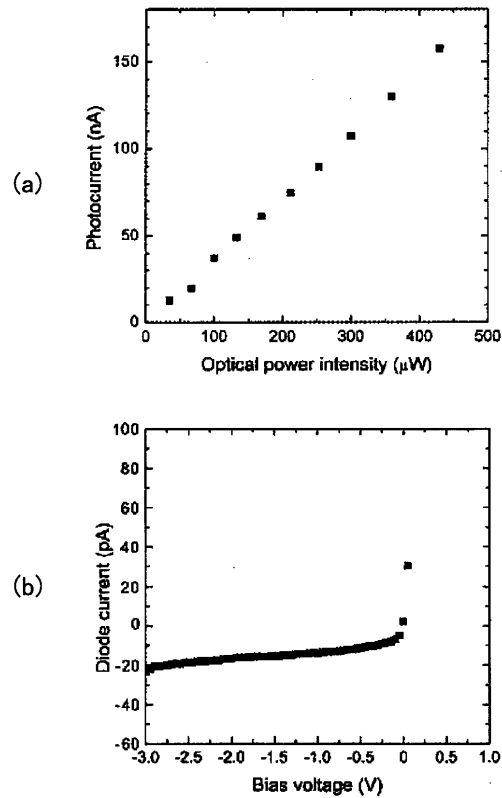 (a)
Photocurrent (nA)
150
100
50
0
0 100 200 300 400 500
Optical power intensity (μW)
(b)
Diode current (pA)
100
80
60
40
20
0
-20
-40
-60
-3.0 -2.5 -2.0 -1.5 -1.0 -0.5 0 0.5 1.0
Bias voltage (V)